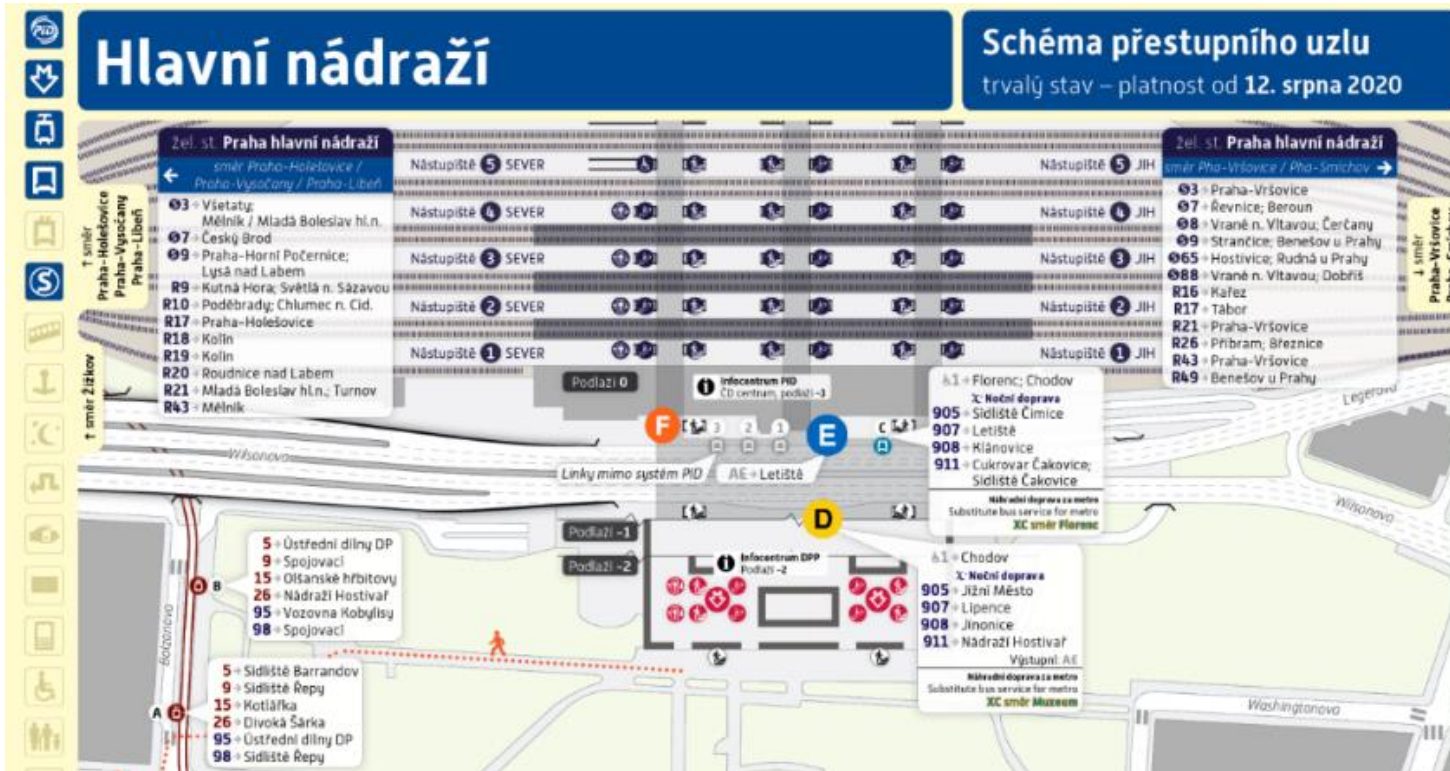 PID
Hlavní nádraží
Schéma přestupního uzlu
trvalý stav – platnost od 12. srpna 2020
S
žel. st. Praha hlavní nádraží
← směr Praha-Holešovice /
Praha-Vysočany / Praha-Libeň
S3 → Všetaty;
Mělník / Mladá Boleslav hl.n.
S7 → Český Brod
S9 → Praha-Horní Počernice;
Lysá nad Labem
R9 → Kutná Hora; Světlá n. Sázavou
R10 → Poděbrady; Chlumec n. Cid.
R17 → Praha-Holešovice
R18 → Kolín
R19 → Kolín
R20 → Roudnice nad Labem
R21 → Mladá Boleslav hl.n.; Turnov
R43 → Mělník
↑ směr
Praha-Holešovice
Praha-Vysočany
Praha-Libeň
↑ směr Žižkov
Nástupiště 5 SEVER
Nástupiště 4 SEVER
Nástupiště 3 SEVER
Nástupiště 2 SEVER
Nástupiště 1 SEVER
Nástupiště 5 JIH
Nástupiště 4 JIH
Nástupiště 3 JIH
Nástupiště 2 JIH
Nástupiště 1 JIH
žel. st. Praha hlavní nádraží
směr Pha-Vršovice / Pha-Smíchov →
S3 → Praha-Vršovice
S7 → Řevnice; Beroun
S8 → Vrané n. Vltavou; Čerčany
S9 → Strančice; Benešov u Prahy
S65 → Hostivice; Rudná u Prahy
S88 → Vrané n. Vltavou; Dobříš
R16 → Kařez
R17 → Tábor
R21 → Praha-Vršovice
R26 → Příbram; Březnice
R43 → Praha-Vršovice
R49 → Benešov u Prahy
↓ směr
Praha-Vršovice
Podlaží 0
Infocentrum PID
ČD centrum, podlaží -3
F
3 2 1
E
C
Linky mimo systém PID
AE → Letiště
Wilsonova
Legerova
Wilsonova
1 → Florenc; Chodov
Noční doprava
905 → Sídliště Čimice
907 → Letiště
908 → Klánovice
911 → Cukrovar Čakovice;
Sídliště Čakovice
Náhradní doprava za metro
Substitute bus service for metro
XC směr Florenc
D
Podlaží -1
Podlaží -2
Infocentrum DPP
Podlaží -2
1 → Chodov
Noční doprava
905 → Jižní Město
907 → Lipence
908 → Jinonice
911 → Nádraží Hostivař
Výstupní: AE
Náhradní doprava za metro
Substitute bus service for metro
XC směr Muzeum
B
5 → Ústřední dílny DP
9 → Spojovací
15 → Olšanské hřbitovy
26 → Nádraží Hostivař
95 → Vozovna Kobylisy
98 → Spojovací
Bolzanova
A
5 → Sídliště Barrandov
9 → Sídliště Řepy
15 → Kotlářka
26 → Divoká Šárka
95 → Ústřední dílny DP
98 → Sídliště Řepy
Washingtonova